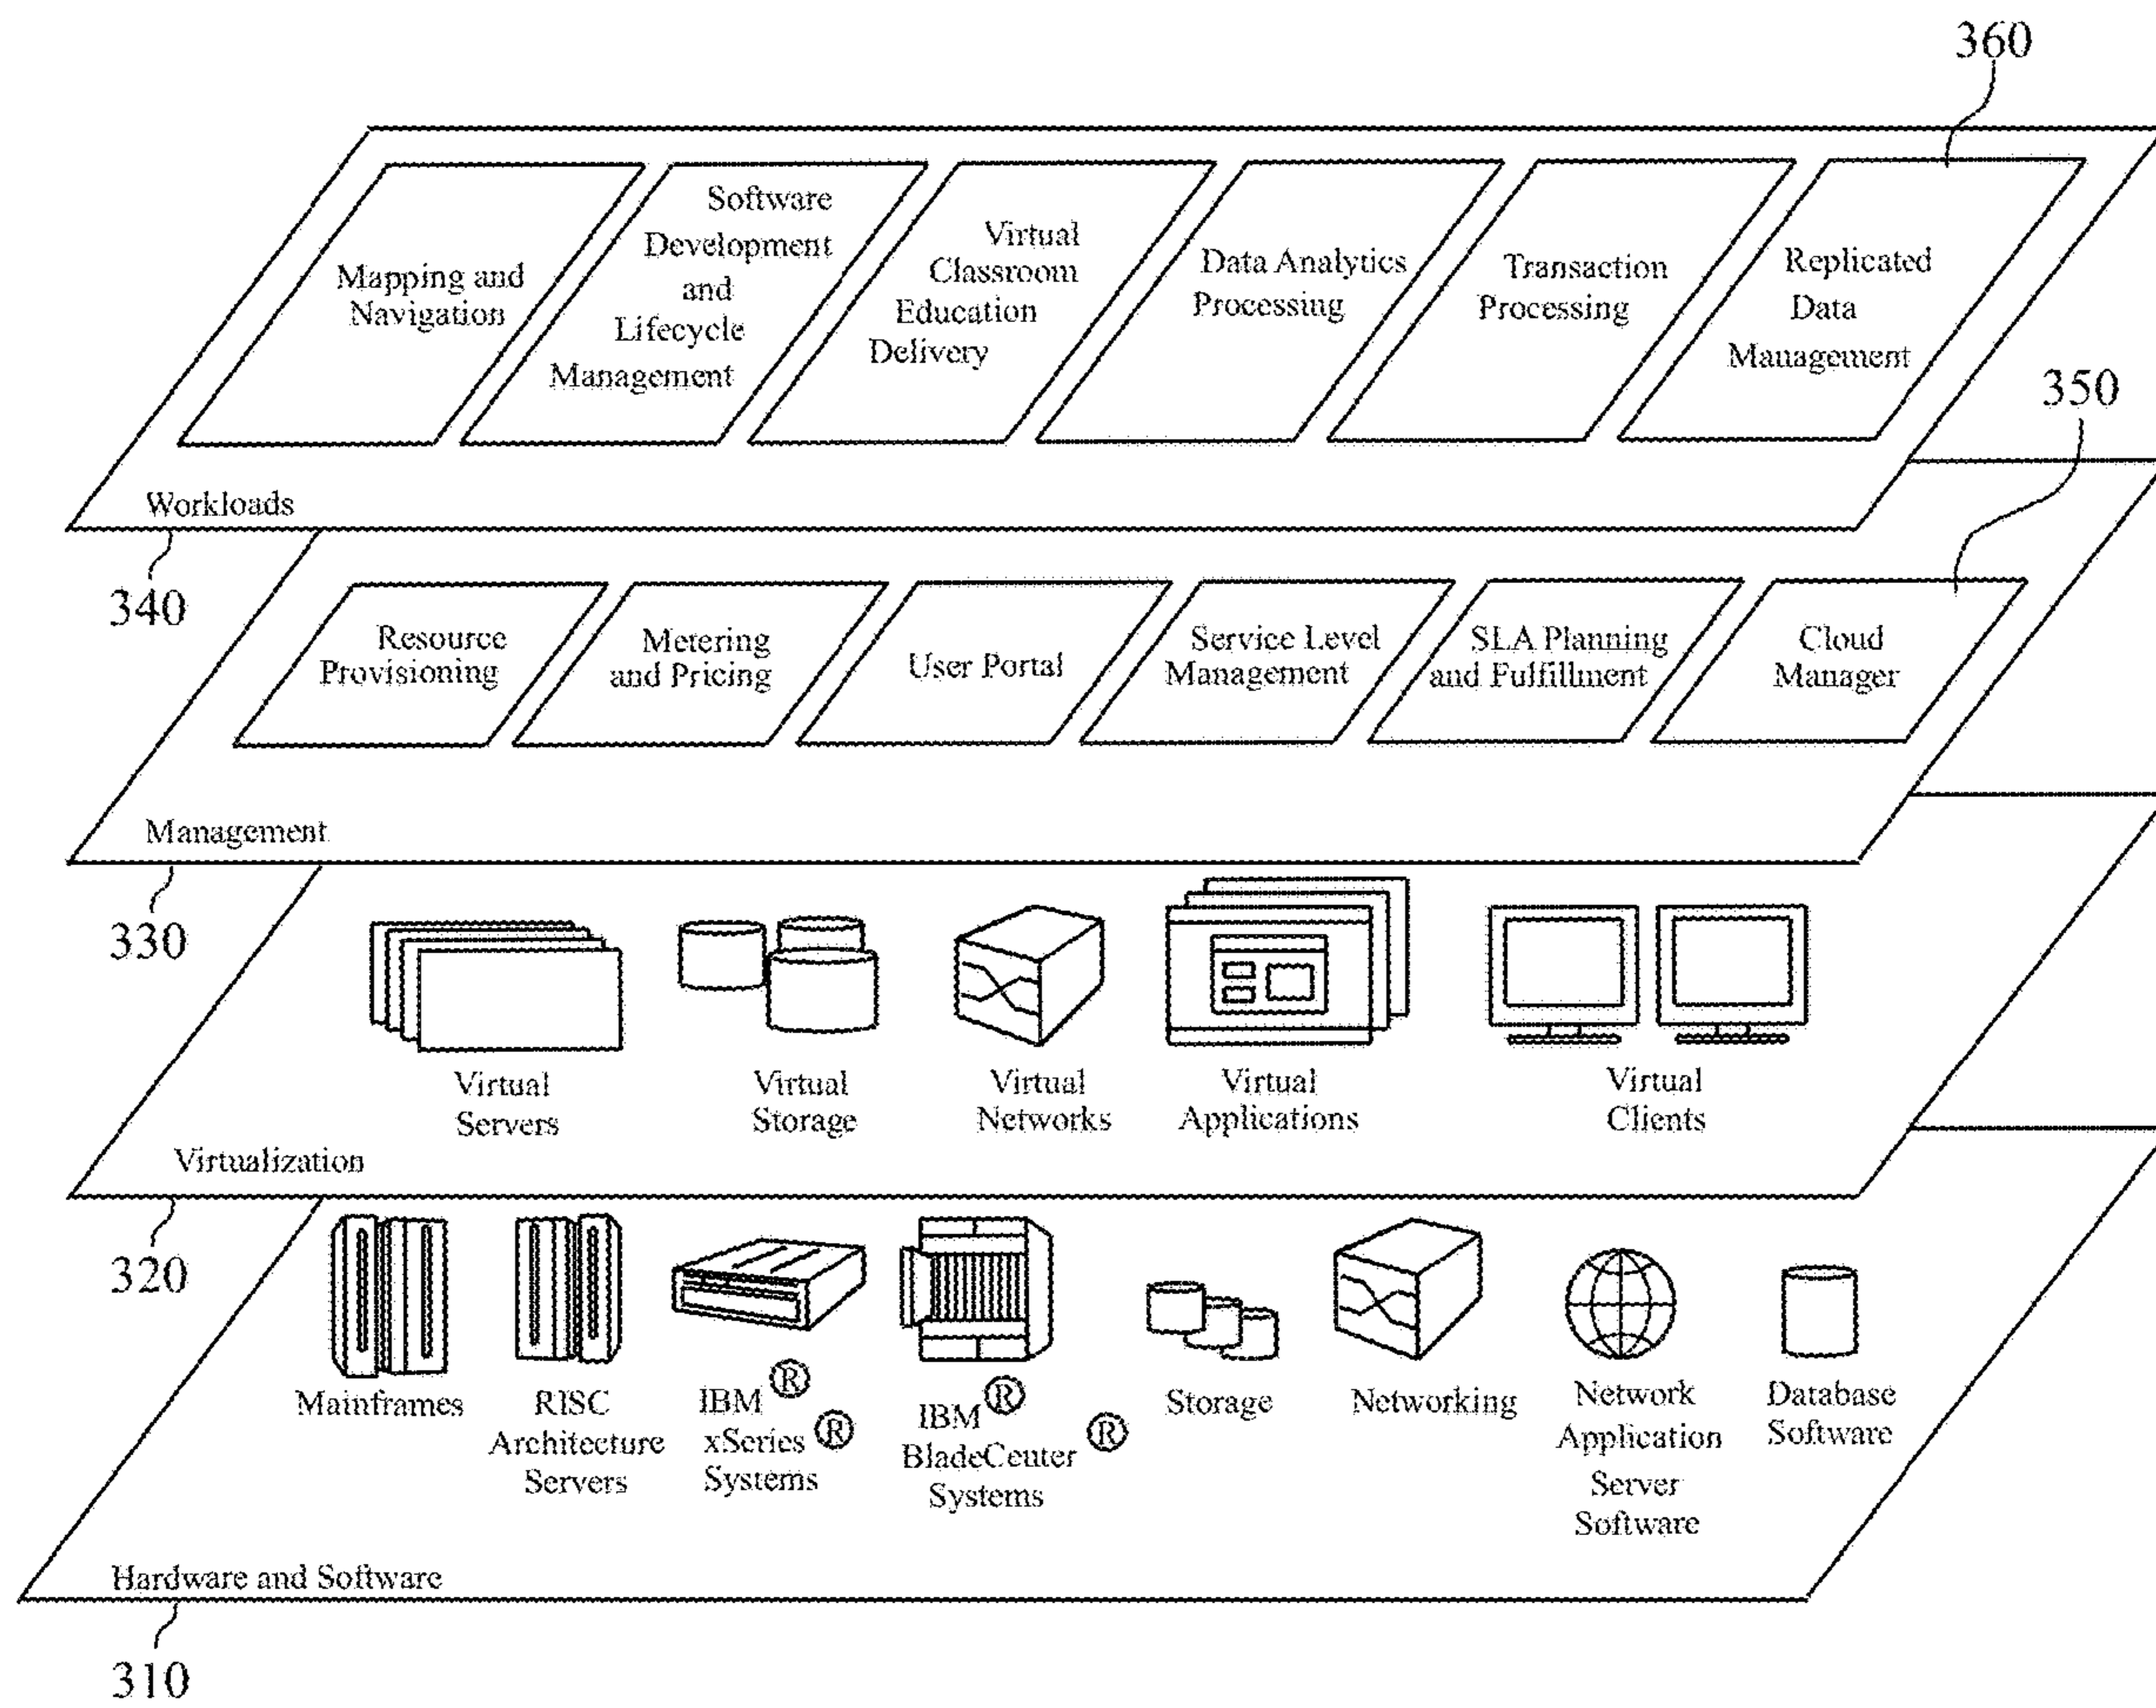 360
Mapping and
Navigation
Software
Development
and
Lifecycle
Management
Virtual
Classroom
Education
Delivery
Data Analytics
Processing
Transaction
Processing
Replicated
Data
Management
350
Workloads
340
Resource
Provisioning
Metering
and Pricing
User Portal
Service Level
Management
SLA Planning
and Fulfillment
Cloud
Manager
Management
330
Virtual
Servers
Virtual
Storage
Virtual
Networks
Virtual
Applications
Virtual
Clients
Virtualization
320
Mainframes
RISC
Architecture
Servers
IBM ®
xSeries ®
Systems
IBM ®
BladeCenter ®
Systems
Storage
Networking
Network
Application
Server
Software
Database
Software
Hardware and Software
310